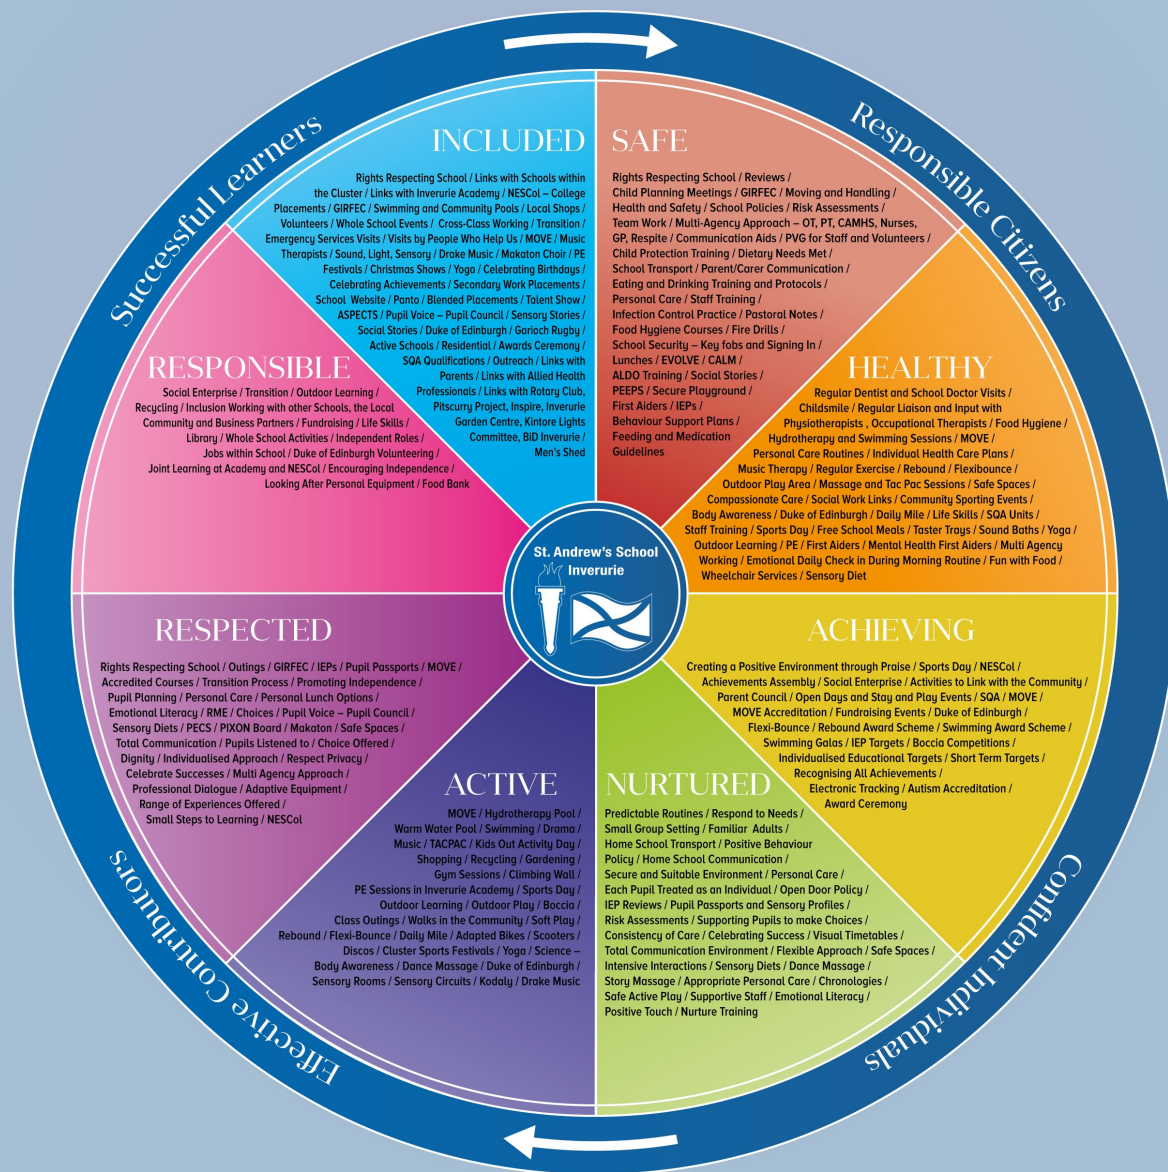 Successful Learners
Responsible Citizens
Confident Individuals
Effective Contributors
St. Andrew's School
Inverurie
INCLUDED
Rights Respecting School / Links with Schools within
the Cluster / Links with Inverurie Academy / NESCol – College
Placements / GIRFEC / Swimming and Community Pools / Local Shops /
Volunteers / Whole School Events / Cross-Class Working / Transition /
Emergency Services Visits / Visits by People Who Help Us / MOVE / Music
Therapists / Sound, Light, Sensory / Drake Music / Makaton Choir / PE
Festivals / Christmas Shows / Yoga / Celebrating Birthdays /
Celebrating Achievements / Secondary Work Placements /
School Website / Panto / Blended Placements / Talent Show /
ASPECTS / Pupil Voice – Pupil Council / Sensory Stories /
Social Stories / Duke of Edinburgh / Garioch Rugby /
Active Schools / Residential / Awards Ceremony /
SQA Qualifications / Outreach / Links with
Parents / Links with Allied Health
Professionals / Links with Rotary Club,
Pitscurry Project, Inspire, Inverurie
Garden Centre, Kintore Lights
Committee, BiD Inverurie /
Men's Shed
SAFE
Rights Respecting School / Reviews /
Child Planning Meetings / GIRFEC / Moving and Handling /
Health and Safety / School Policies / Risk Assessments /
Team Work / Multi-Agency Approach – OT, PT, CAMHS, Nurses,
GP, Respite / Communication Aids / PVG for Staff and Volunteers /
Child Protection Training / Dietary Needs Met /
School Transport / Parent/Carer Communication /
Eating and Drinking Training and Protocols /
Personal Care / Staff Training /
Infection Control Practice / Pastoral Notes /
Food Hygiene Courses / Fire Drills /
School Security – Key fobs and Signing In /
Lunches / EVOLVE / CALM /
ALDO Training / Social Stories /
PEEPS / Secure Playground /
First Aiders / IEPs /
Behaviour Support Plans /
Feeding and Medication
Guidelines
HEALTHY
Regular Dentist and School Doctor Visits /
Childsmile / Regular Liaison and Input with
Physiotherapists , Occupational Therapists / Food Hygiene /
Hydrotherapy and Swimming Sessions / MOVE /
Personal Care Routines / Individual Health Care Plans /
Music Therapy / Regular Exercise / Rebound / Flexibounce /
Outdoor Play Area / Massage and Tac Pac Sessions / Safe Spaces /
Compassionate Care / Social Work Links / Community Sporting Events /
Body Awareness / Duke of Edinburgh / Daily Mile / Life Skills / SQA Units /
Staff Training / Sports Day / Free School Meals / Taster Trays / Sound Baths / Yoga /
Outdoor Learning / PE / First Aiders / Mental Health First Aiders / Multi Agency
Working / Emotional Daily Check in During Morning Routine / Fun with Food /
Wheelchair Services / Sensory Diet
ACHIEVING
Creating a Positive Environment through Praise / Sports Day / NESCol /
Achievements Assembly / Social Enterprise / Activities to Link with the Community /
Parent Council / Open Days and Stay and Play Events / SQA / MOVE /
MOVE Accreditation / Fundraising Events / Duke of Edinburgh /
Flexi-Bounce / Rebound Award Scheme / Swimming Award Scheme /
Swimming Galas / IEP Targets / Boccia Competitions /
Individualised Educational Targets / Short Term Targets /
Recognising All Achievements /
Electronic Tracking / Autism Accreditation /
Award Ceremony
NURTURED
Predictable Routines / Respond to Needs /
Small Group Setting / Familiar Adults /
Home School Transport / Positive Behaviour
Policy / Home School Communication /
Secure and Suitable Environment / Personal Care /
Each Pupil Treated as an Individual / Open Door Policy /
IEP Reviews / Pupil Passports and Sensory Profiles /
Risk Assessments / Supporting Pupils to make Choices /
Consistency of Care / Celebrating Success / Visual Timetables /
Total Communication Environment / Flexible Approach / Safe Spaces /
Intensive Interactions / Sensory Diets / Dance Massage /
Story Massage / Appropriate Personal Care / Chronologies /
Safe Active Play / Supportive Staff / Emotional Literacy /
Positive Touch / Nurture Training
ACTIVE
MOVE / Hydrotherapy Pool /
Warm Water Pool / Swimming / Drama /
Music / TACPAC / Kids Out Activity Day /
Shopping / Recycling / Gardening /
Gym Sessions / Climbing Wall /
PE Sessions in Inverurie Academy / Sports Day /
Outdoor Learning / Outdoor Play / Boccia /
Class Outings / Walks in the Community / Soft Play /
Rebound / Flexi-Bounce / Daily Mile / Adapted Bikes / Scooters /
Discos / Cluster Sports Festivals / Yoga / Science –
Body Awareness / Dance Massage / Duke of Edinburgh /
Sensory Rooms / Sensory Circuits / Kodaly / Drake Music
RESPECTED
Rights Respecting School / Outings / GIRFEC / IEPs / Pupil Passports / MOVE /
Accredited Courses / Transition Process / Promoting Independence /
Pupil Planning / Personal Care / Personal Lunch Options /
Emotional Literacy / RME / Choices / Pupil Voice – Pupil Council /
Sensory Diets / PECS / PIXON Board / Makaton / Safe Spaces /
Total Communication / Pupils Listened to / Choice Offered /
Dignity / Individualised Approach / Respect Privacy /
Celebrate Successes / Multi Agency Approach /
Professional Dialogue / Adaptive Equipment /
Range of Experiences Offered /
Small Steps to Learning / NESCol
RESPONSIBLE
Social Enterprise / Transition / Outdoor Learning /
Recycling / Inclusion Working with other Schools, the Local
Community and Business Partners / Fundraising / Life Skills /
Library / Whole School Activities / Independent Roles /
Jobs within School / Duke of Edinburgh Volunteering /
Joint Learning at Academy and NESCol / Encouraging Independence /
Looking After Personal Equipment / Food Bank